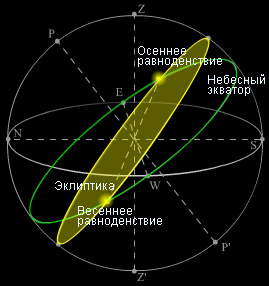 Z
P
Осеннее
равноденствие
Небесный
экватор
E
N
S
Эклиптика
W
Весеннее
равноденствие
P'
Z'